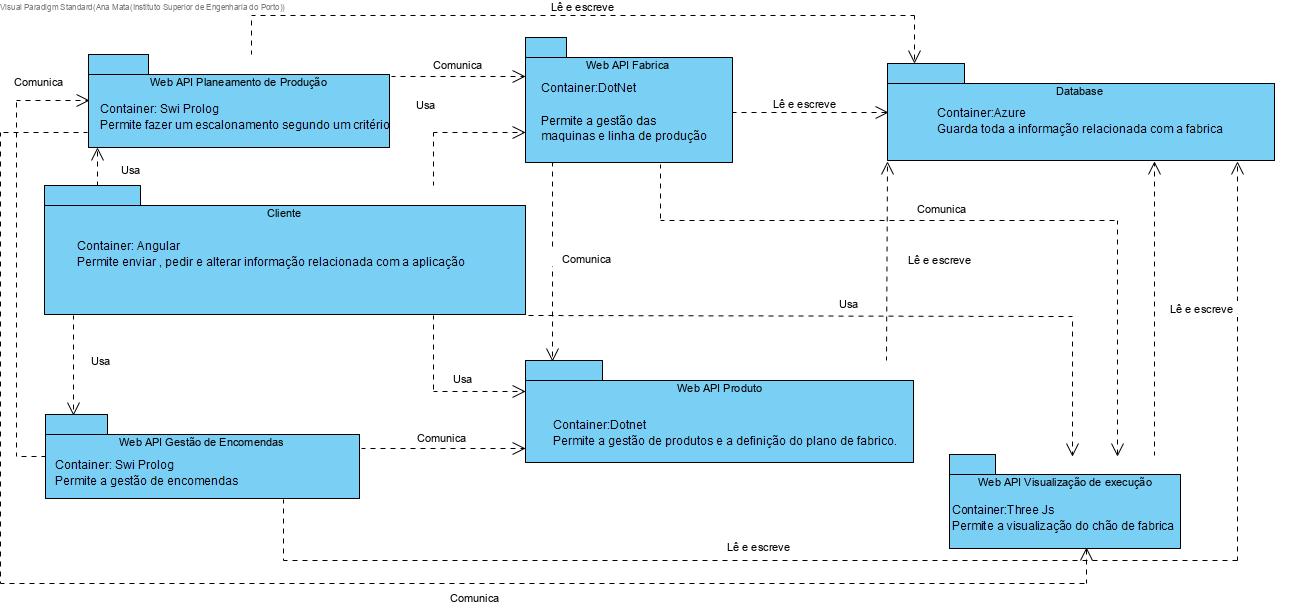 Visual Paradigm Standard(Ana Mata(Instituto Superior de Engenharia do Porto))
Lê e escreve
Comunica
Web API Planeamento de Produção
Container: Swi Prolog
Permite fazer um escalonamento segundo um critério
Comunica
Usa
Web API Fabrica
Container:DotNet
Permite a gestão das
maquinas e linha de produção
Lê e escreve
Database
Container:Azure
Guarda toda a informação relacionada com a fabrica
Usa
Cliente
Container: Angular
Permite enviar , pedir e alterar informação relacionada com a aplicação
Comunica
Comunica
Lê e escreve
Usa
Lê e escreve
Usa
Usa
Web API Produto
Container:Dotnet
Permite a gestão de produtos e a definição do plano de fabrico.
Web API Gestão de Encomendas
Container: Swi Prolog
Permite a gestão de encomendas
Comunica
Web API Visualização de execução
Container:Three Js
Permite a visualização do chão de fabrica
Lê e escreve
Comunica